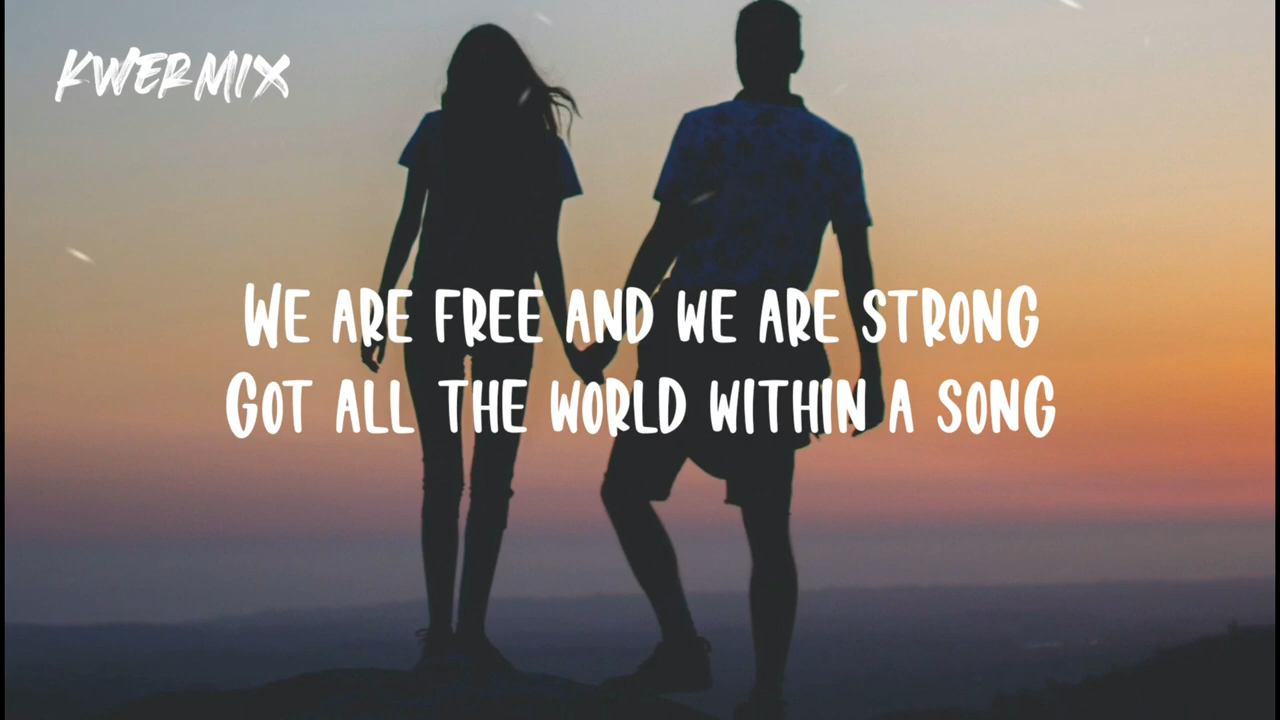 KWERMIX
WE ARE FREE AND WE ARE STRONG
GOT ALL THE WORLD WITHIN A SONG